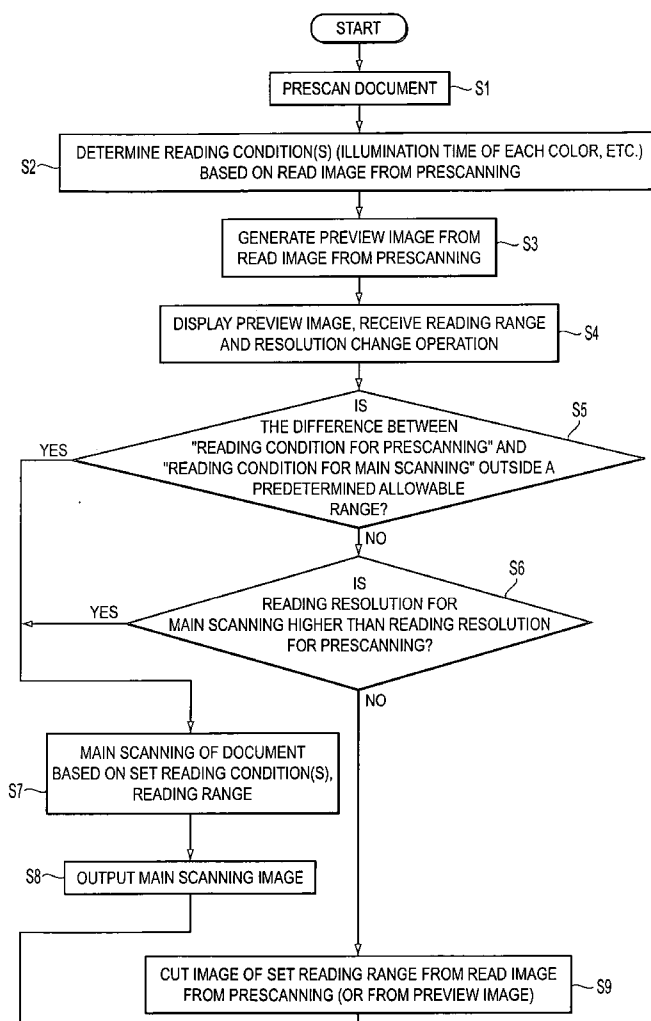 START
PRESCAN DOCUMENT
S1
S2
DETERMINE READING CONDITION(S) (ILLUMINATION TIME OF EACH COLOR, ETC.)
BASED ON READ IMAGE FROM PRESCANNING
GENERATE PREVIEW IMAGE FROM
READ IMAGE FROM PRESCANNING
S3
DISPLAY PREVIEW IMAGE, RECEIVE READING RANGE
AND RESOLUTION CHANGE OPERATION
S4
IS
THE DIFFERENCE BETWEEN
"READING CONDITION FOR PRESCANNING" AND
"READING CONDITION FOR MAIN SCANNING" OUTSIDE A
PREDETERMINED ALLOWABLE
RANGE?
S5
YES
NO
IS
READING RESOLUTION FOR
MAIN SCANNING HIGHER THAN READING RESOLUTION
FOR PRESCANNING?
S6
YES
NO
MAIN SCANNING OF DOCUMENT
BASED ON SET READING CONDITION(S),
READING RANGE
S7
S8
OUTPUT MAIN SCANNING IMAGE
CUT IMAGE OF SET READING RANGE FROM READ IMAGE
FROM PRESCANNING (OR FROM PREVIEW IMAGE)
S9